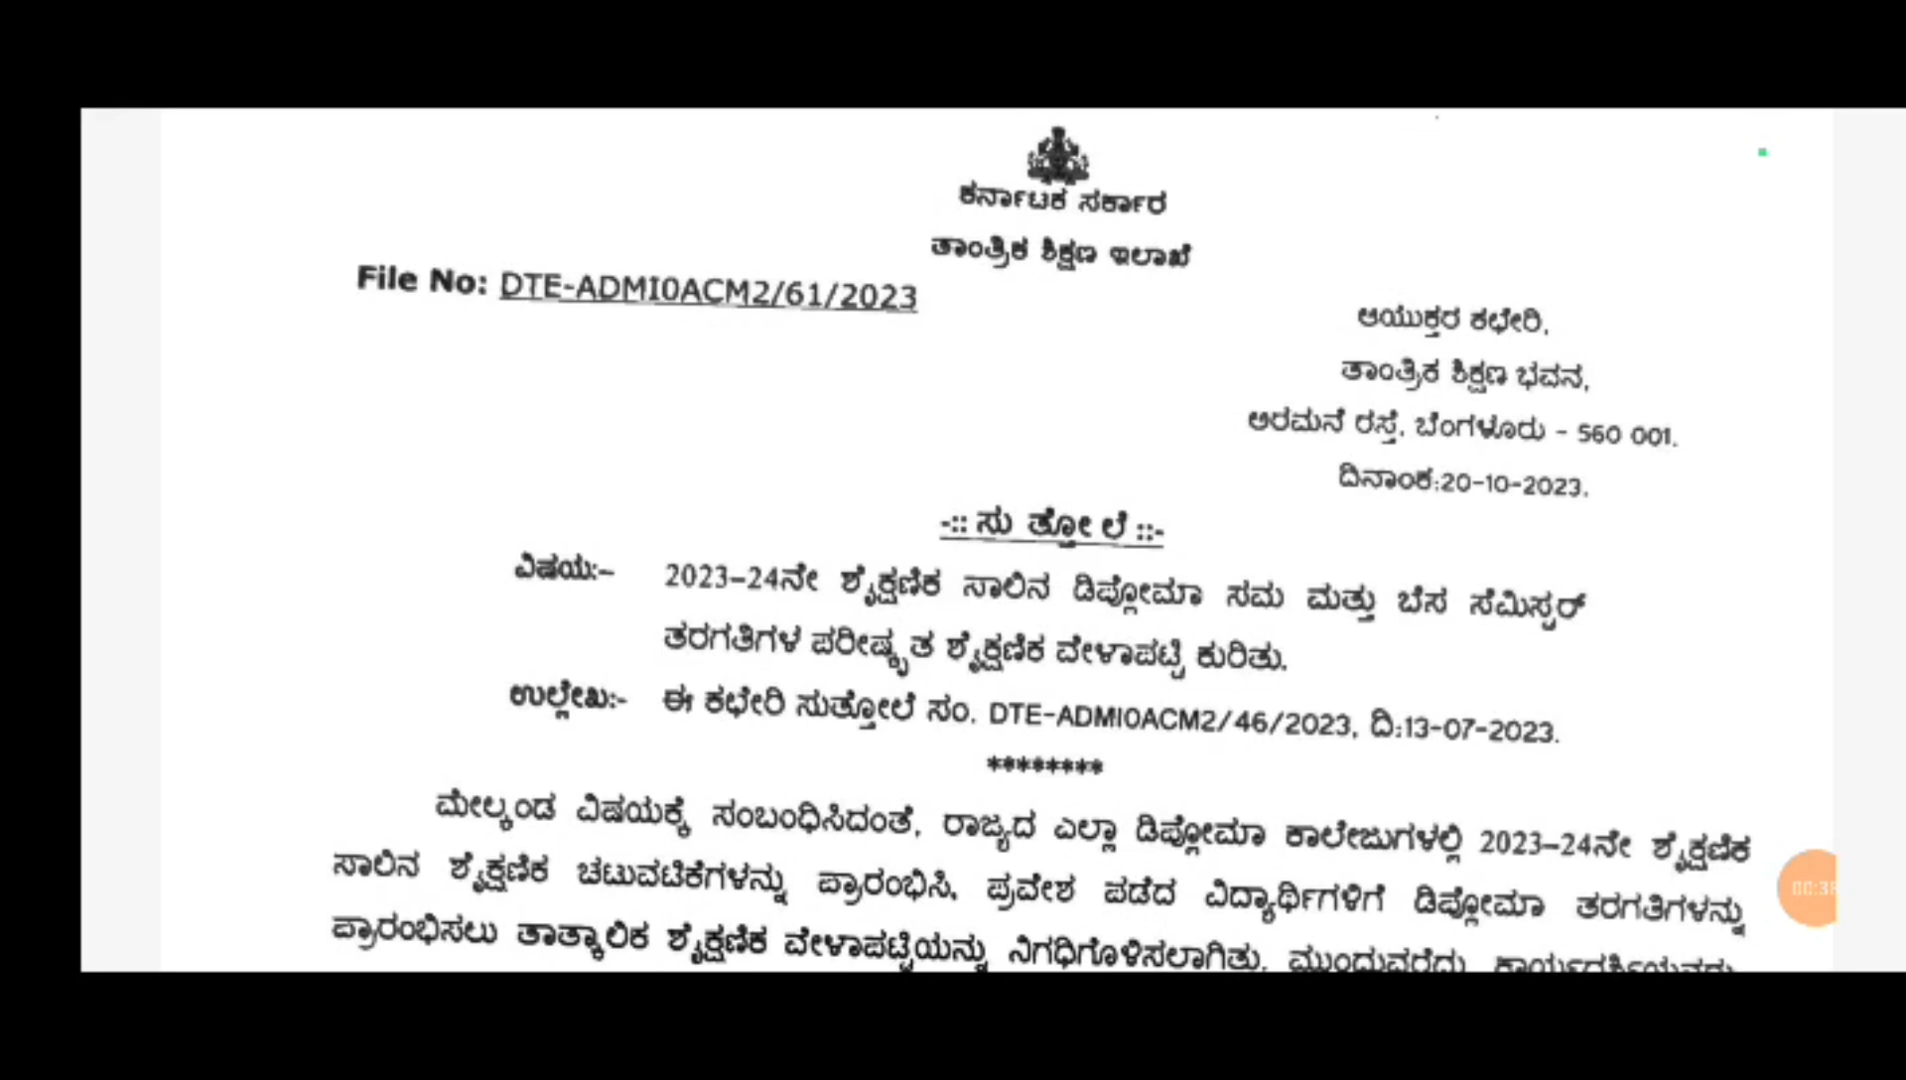 ಕರ್ನಾಟಕ ಸರ್ಕಾರ
ತಾಂತ್ರಿಕ ಶಿಕ್ಷಣ ಇಲಾಖೆ
File No: DTE-ADMI0ACM2/61/2023
ಆಯುಕ್ತರ ಕಛೇರಿ,
ತಾಂತ್ರಿಕ ಶಿಕ್ಷಣ ಭವನ,
ಅರಮನೆ ರಸ್ತೆ, ಬೆಂಗಳೂರು - 560 001.
ದಿನಾಂಕ:20-10-2023.
-:: ಸು ತ್ತೋ ಲೆ ::-
ವಿಷಯ:- 2023-24ನೇ ಶೈಕ್ಷಣಿಕ ಸಾಲಿನ ಡಿಪ್ಲೋಮಾ ಸಮ ಮತ್ತು ಬೆಸ ಸೆಮಿಸ್ಟರ್
ತರಗತಿಗಳ ಪರೀಷ್ಕೃತ ಶೈಕ್ಷಣಿಕ ವೇಳಾಪಟ್ಟಿ ಕುರಿತು.
ಉಲ್ಲೇಖ:- ಈ ಕಛೇರಿ ಸುತ್ತೋಲೆ ಸಂ. DTE-ADMI0ACM2/46/2023, ದಿ:13-07-2023.
********
ಮೇಲ್ಕಂಡ ವಿಷಯಕ್ಕೆ ಸಂಬಂಧಿಸಿದಂತೆ, ರಾಜ್ಯದ ಎಲ್ಲಾ ಡಿಪ್ಲೋಮಾ ಕಾಲೇಜುಗಳಲ್ಲಿ 2023-24ನೇ ಶೈಕ್ಷಣಿಕ
ಸಾಲಿನ ಶೈಕ್ಷಣಿಕ ಚಟುವಟಿಕೆಗಳನ್ನು ಪ್ರಾರಂಭಿಸಿ, ಪ್ರವೇಶ ಪಡೆದ ವಿದ್ಯಾರ್ಥಿಗಳಿಗೆ ಡಿಪ್ಲೋಮಾ ತರಗತಿಗಳನ್ನು
ಪ್ರಾರಂಭಿಸಲು ತಾತ್ಕಾಲಿಕ ಶೈಕ್ಷಣಿಕ ವೇಳಾಪಟ್ಟಿಯನ್ನು ನಿಗಧಿಗೊಳಿಸಲಾಗಿತ್ತು. ಮುಂದುವರೆದು